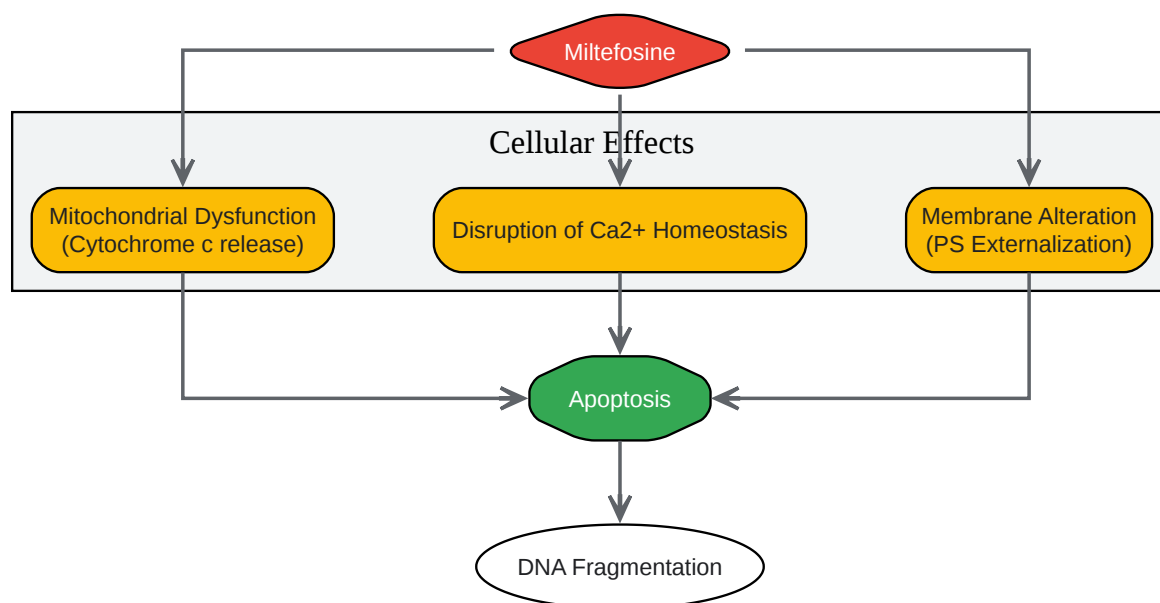 Miltefosine
Cellular Effects
Mitochondrial Dysfunction
(Cytochrome c release)
Disruption of Ca2+ Homeostasis
Membrane Alteration
(PS Externalization)
Apoptosis
DNA Fragmentation